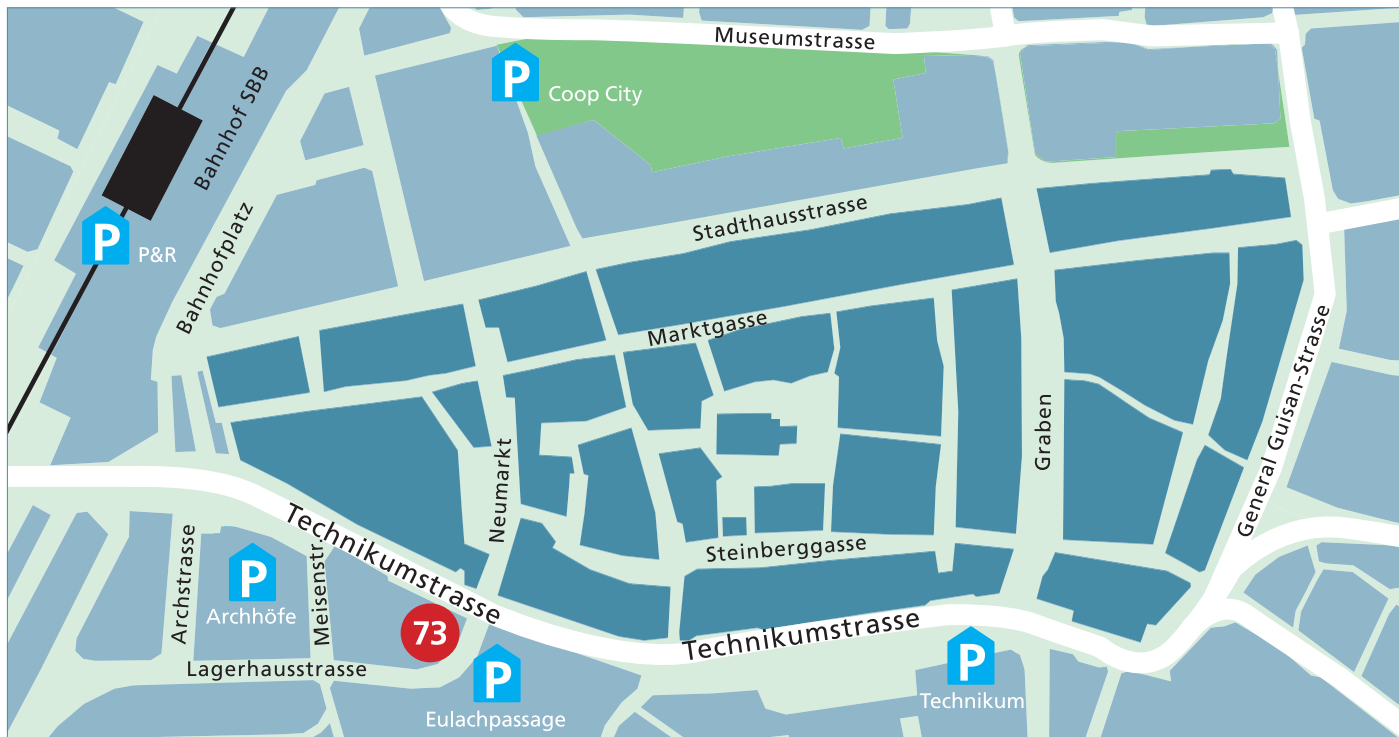 Museumstrasse
P
Coop City
Bahnhof SBB
P
P&R
Bahnhofplatz
Stadthausstrasse
Marktgasse
General Guisan-Strasse
Graben
Neumarkt
Technikumstrasse
Steinberggasse
Archstrasse
P
Archhöfe
Meisenstr.
73
Technikumstrasse
Lagerhausstrasse
P
Eulachpassage
P
Technikum